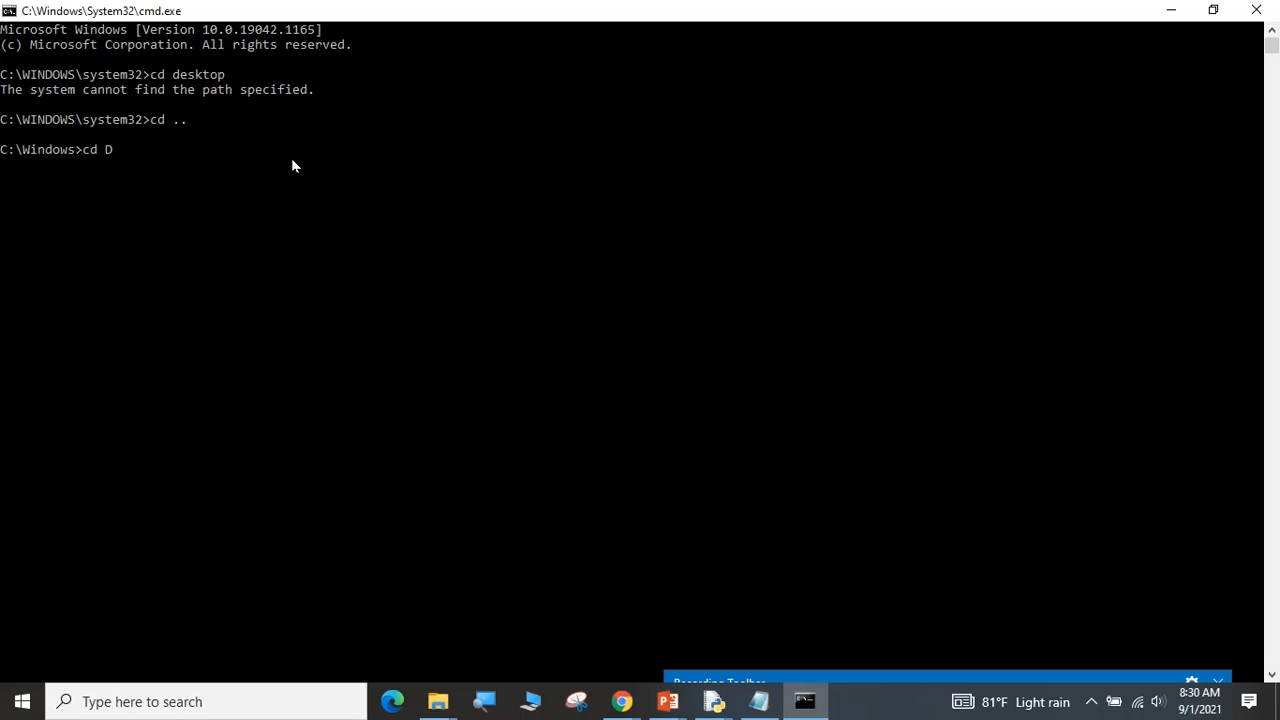 C:\Windows\System32\cmd.exe
Microsoft Windows [Version 10.0.19042.1165]
(c) Microsoft Corporation. All rights reserved.
C:\WINDOWS\system32>cd desktop
The system cannot find the path specified.
C:\WINDOWS\system32>cd ..
C:\Windows>cd D
Recording Toolbar
Type here to search
81°F Light rain
8:30 AM
9/1/2021